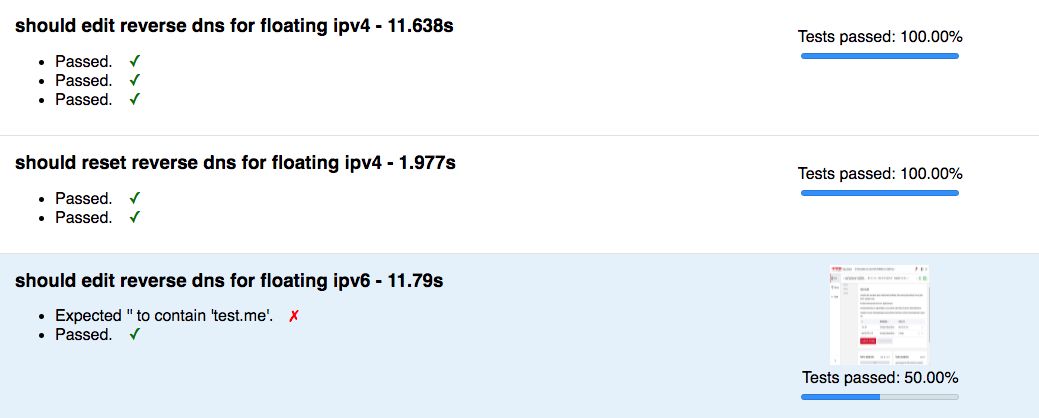 should edit reverse dns for floating ipv4 - 11.638s
Tests passed: 100.00%
Passed. ✓
Passed. ✓
Passed. ✓
should reset reverse dns for floating ipv4 - 1.977s
Tests passed: 100.00%
Passed. ✓
Passed. ✓
should edit reverse dns for floating ipv6 - 11.79s
Expected '' to contain 'test.me'. ✗
Passed. ✓
Tests passed: 50.00%